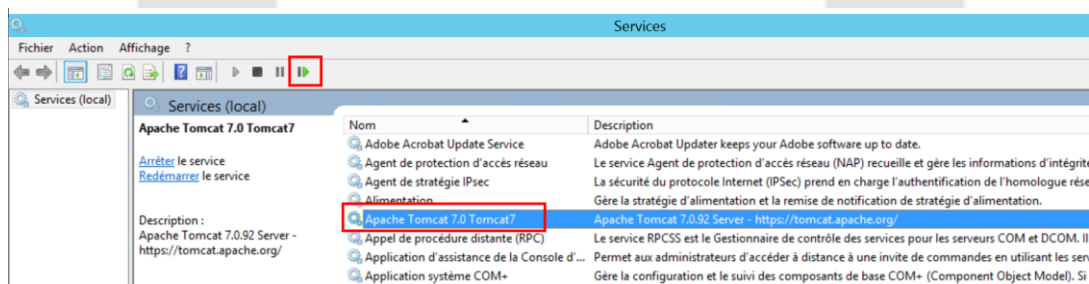 Services
Fichier Action Affichage ?
Services (local)
Services (local)
Apache Tomcat 7.0 Tomcat7
Arrêter le service
Redémarrer le service
Description :
Apache Tomcat 7.0.92 Server -
https://tomcat.apache.org/
Nom Description
Adobe Acrobat Update Service Adobe Acrobat Updater keeps your Adobe software up to date.
Agent de protection d'accès réseau Le service Agent de protection d'accès réseau (NAP) recueille et gère les informations d'intégrité
Agent de stratégie IPsec La sécurité du protocole Internet (IPSec) prend en charge l'authentification de l'homologue rése
Alimentation Gère la stratégie d'alimentation et la remise de notification de stratégie d'alimentation.
Apache Tomcat 7.0 Tomcat7 Apache Tomcat 7.0.92 Server - https://tomcat.apache.org/
Appel de procédure distante (RPC) Le service RPCSS est le Gestionnaire de contrôle des services pour les serveurs COM et DCOM. Il
Application d'assistance de la Console d'... Permet aux administrateurs d'accéder à distance à une invite de commandes en utilisant les serv
Application système COM+ Gère la configuration et le suivi des composants de base COM+ (Component Object Model). Si